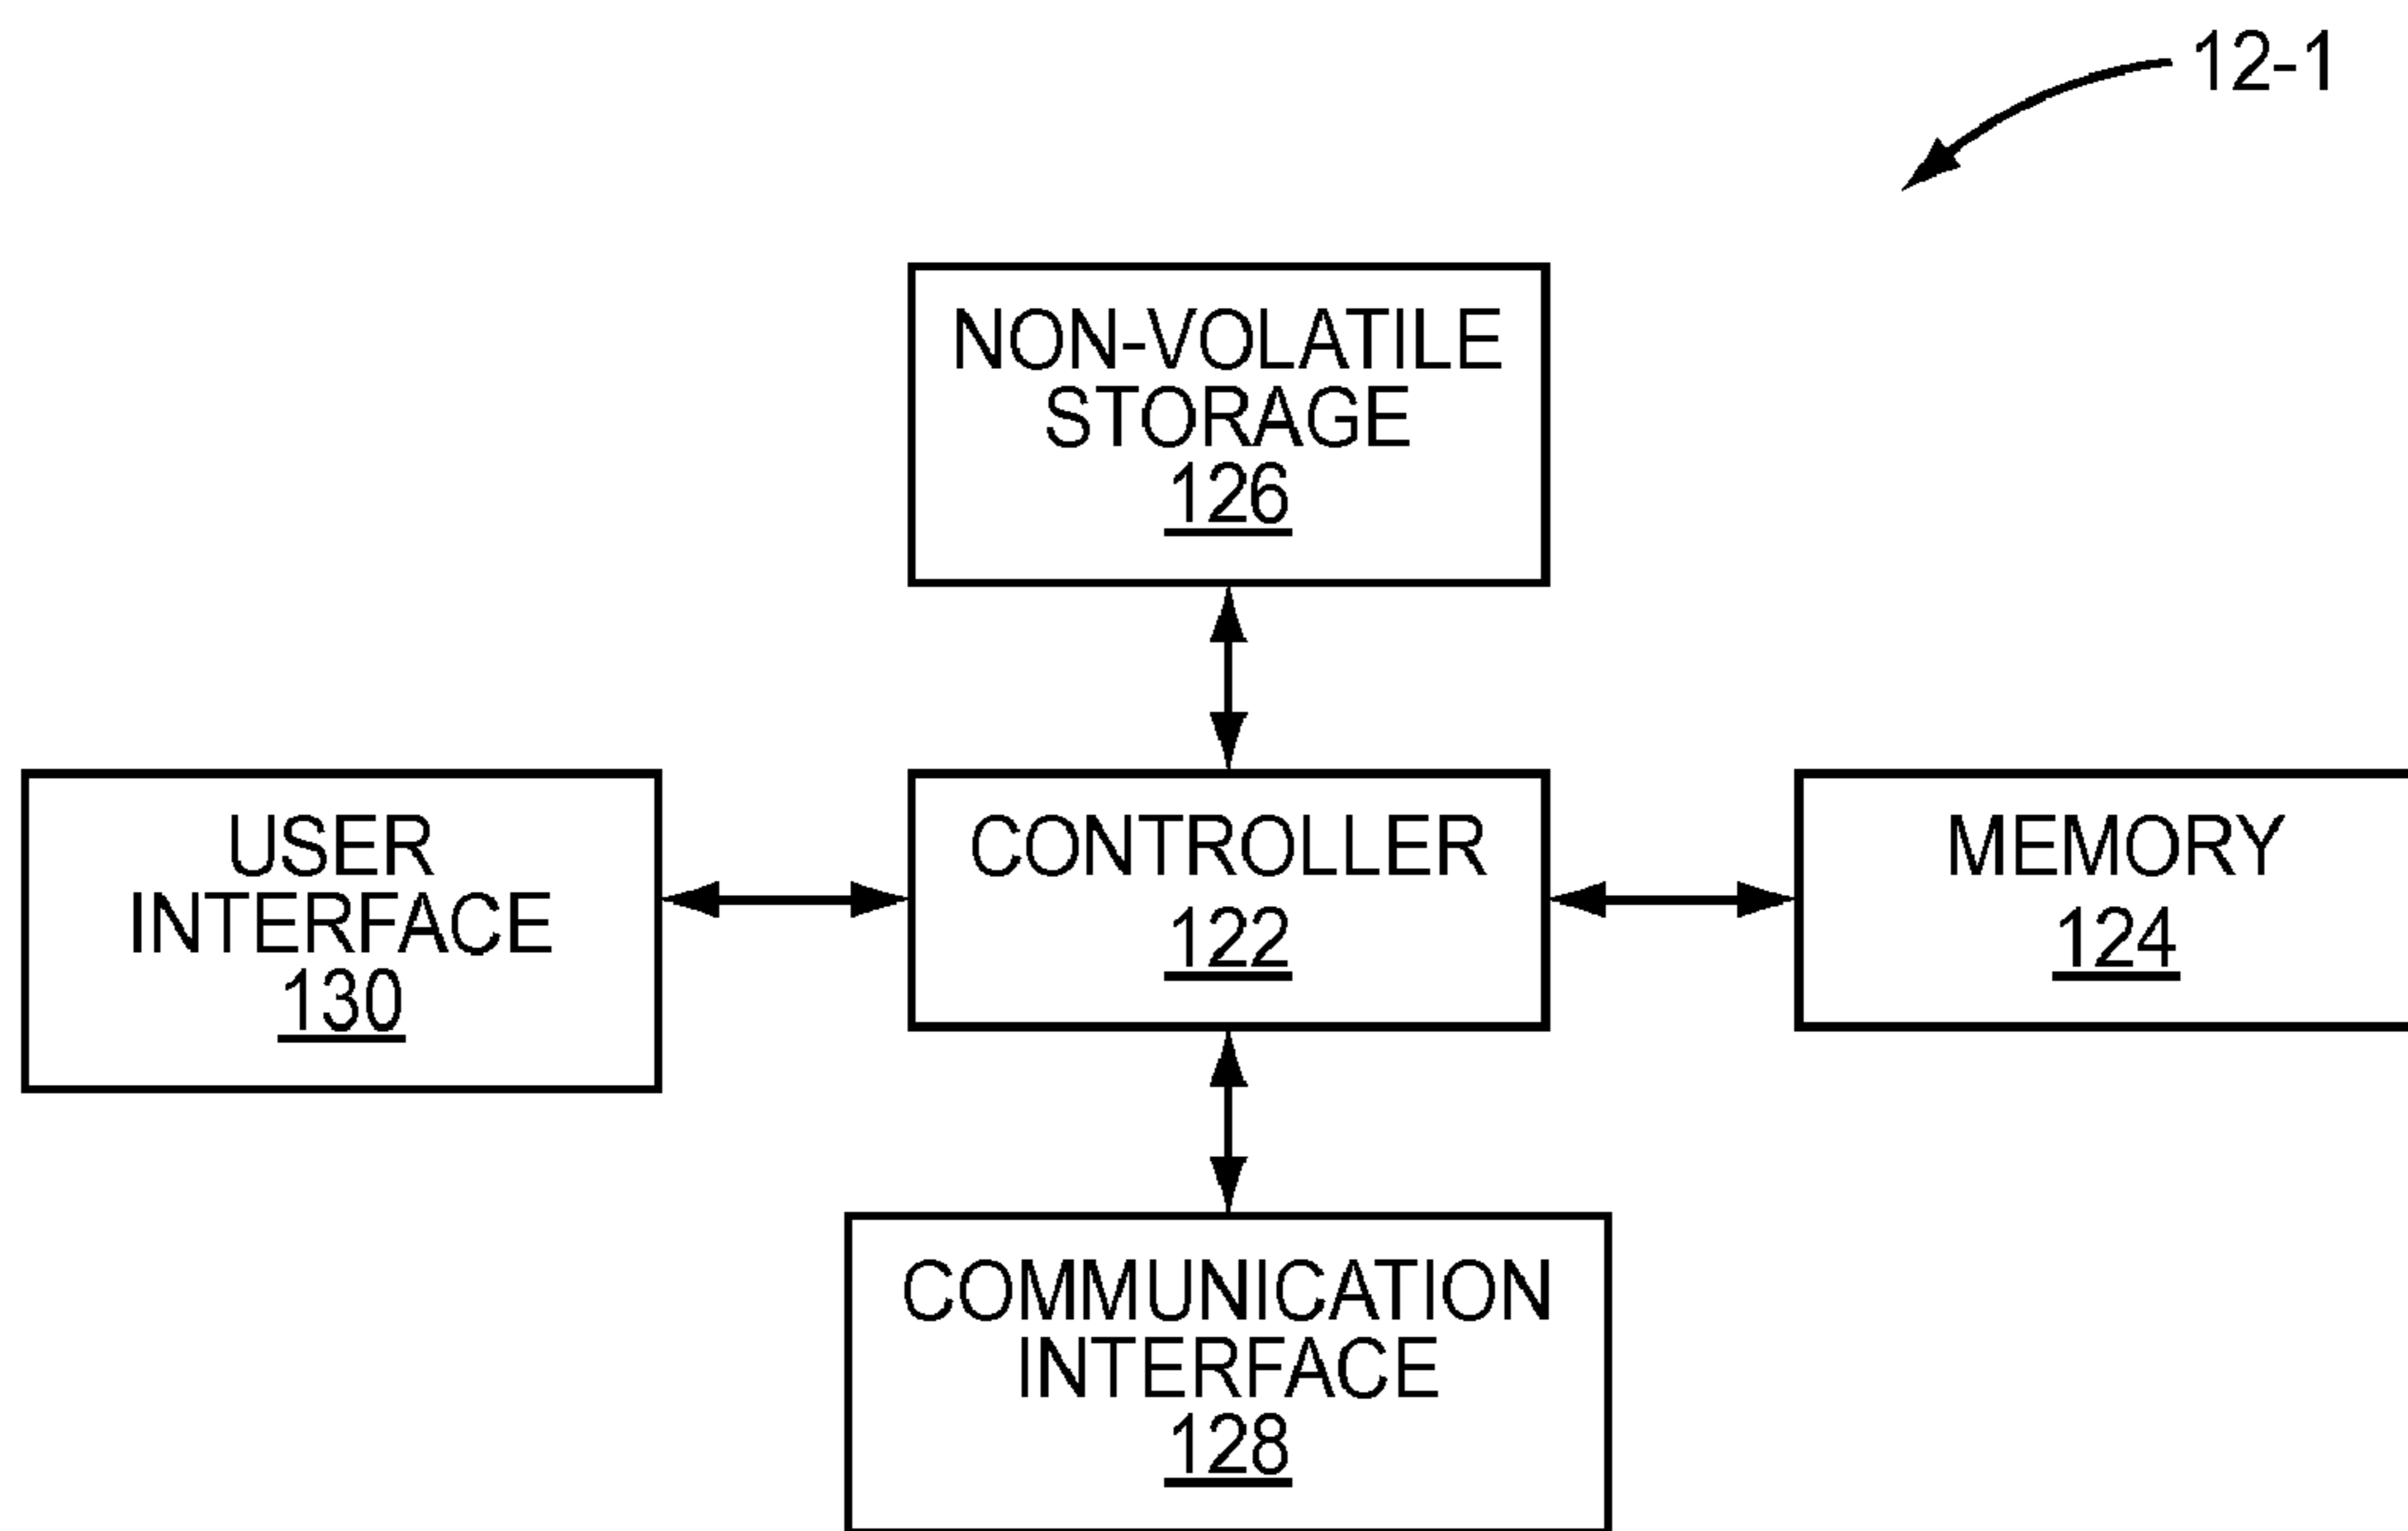 12-1
NON-VOLATILE
STORAGE
126
USER
INTERFACE
130
CONTROLLER
122
MEMORY
124
COMMUNICATION
INTERFACE
128